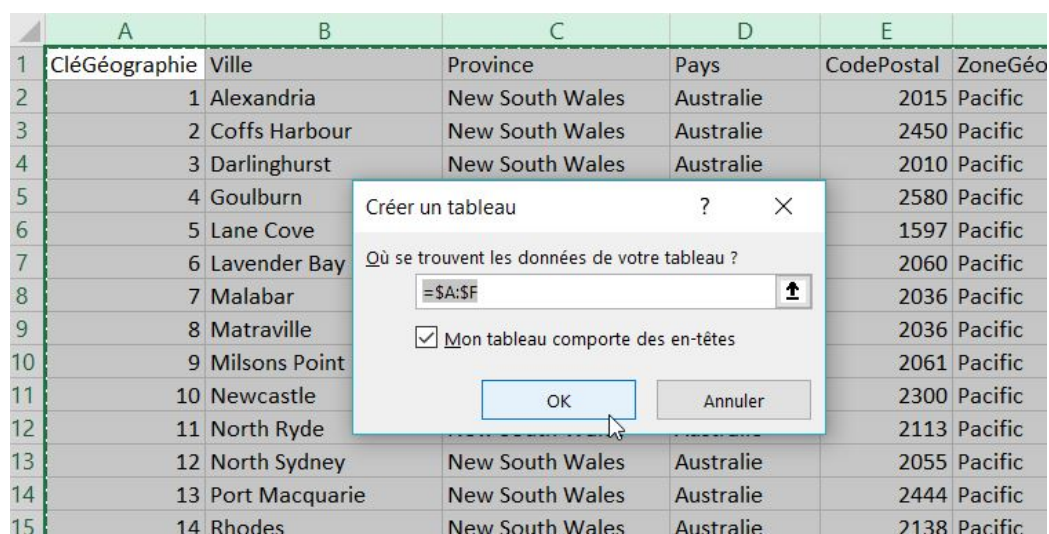 A B C D E
1 CléGéographie Ville Province Pays CodePostal ZoneGéo
2 1 Alexandria New South Wales Australie 2015 Pacific
3 2 Coffs Harbour New South Wales Australie 2450 Pacific
4 3 Darlinghurst New South Wales Australie 2010 Pacific
5 4 Goulburn 2580 Pacific
6 5 Lane Cove 1597 Pacific
7 6 Lavender Bay 2060 Pacific
8 7 Malabar 2036 Pacific
9 8 Matraville 2036 Pacific
10 9 Milsons Point 2061 Pacific
11 10 Newcastle 2300 Pacific
12 11 North Ryde 2113 Pacific
13 12 North Sydney New South Wales Australie 2055 Pacific
14 13 Port Macquarie New South Wales Australie 2444 Pacific
15 14 Rhodes New South Wales Australie 2138 Pacific
Créer un tableau ? ×
Où se trouvent les données de votre tableau ?
=$A:$F
Mon tableau comporte des en-têtes
OK Annuler